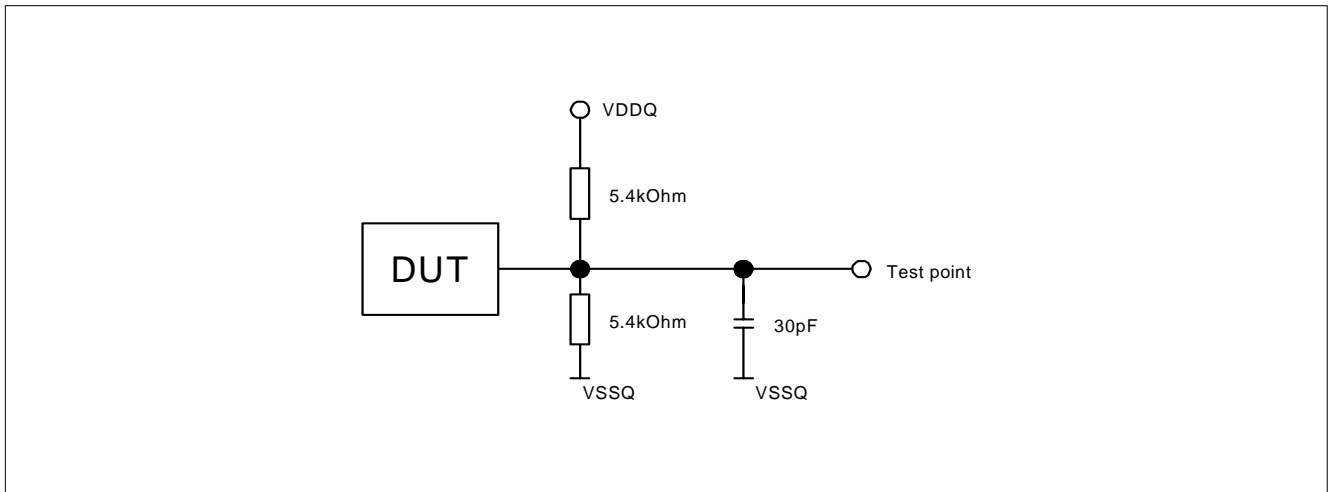 VDDQ
5.4kOhm
DUT
Test point
5.4kOhm
30pF
VSSQ
VSSQ